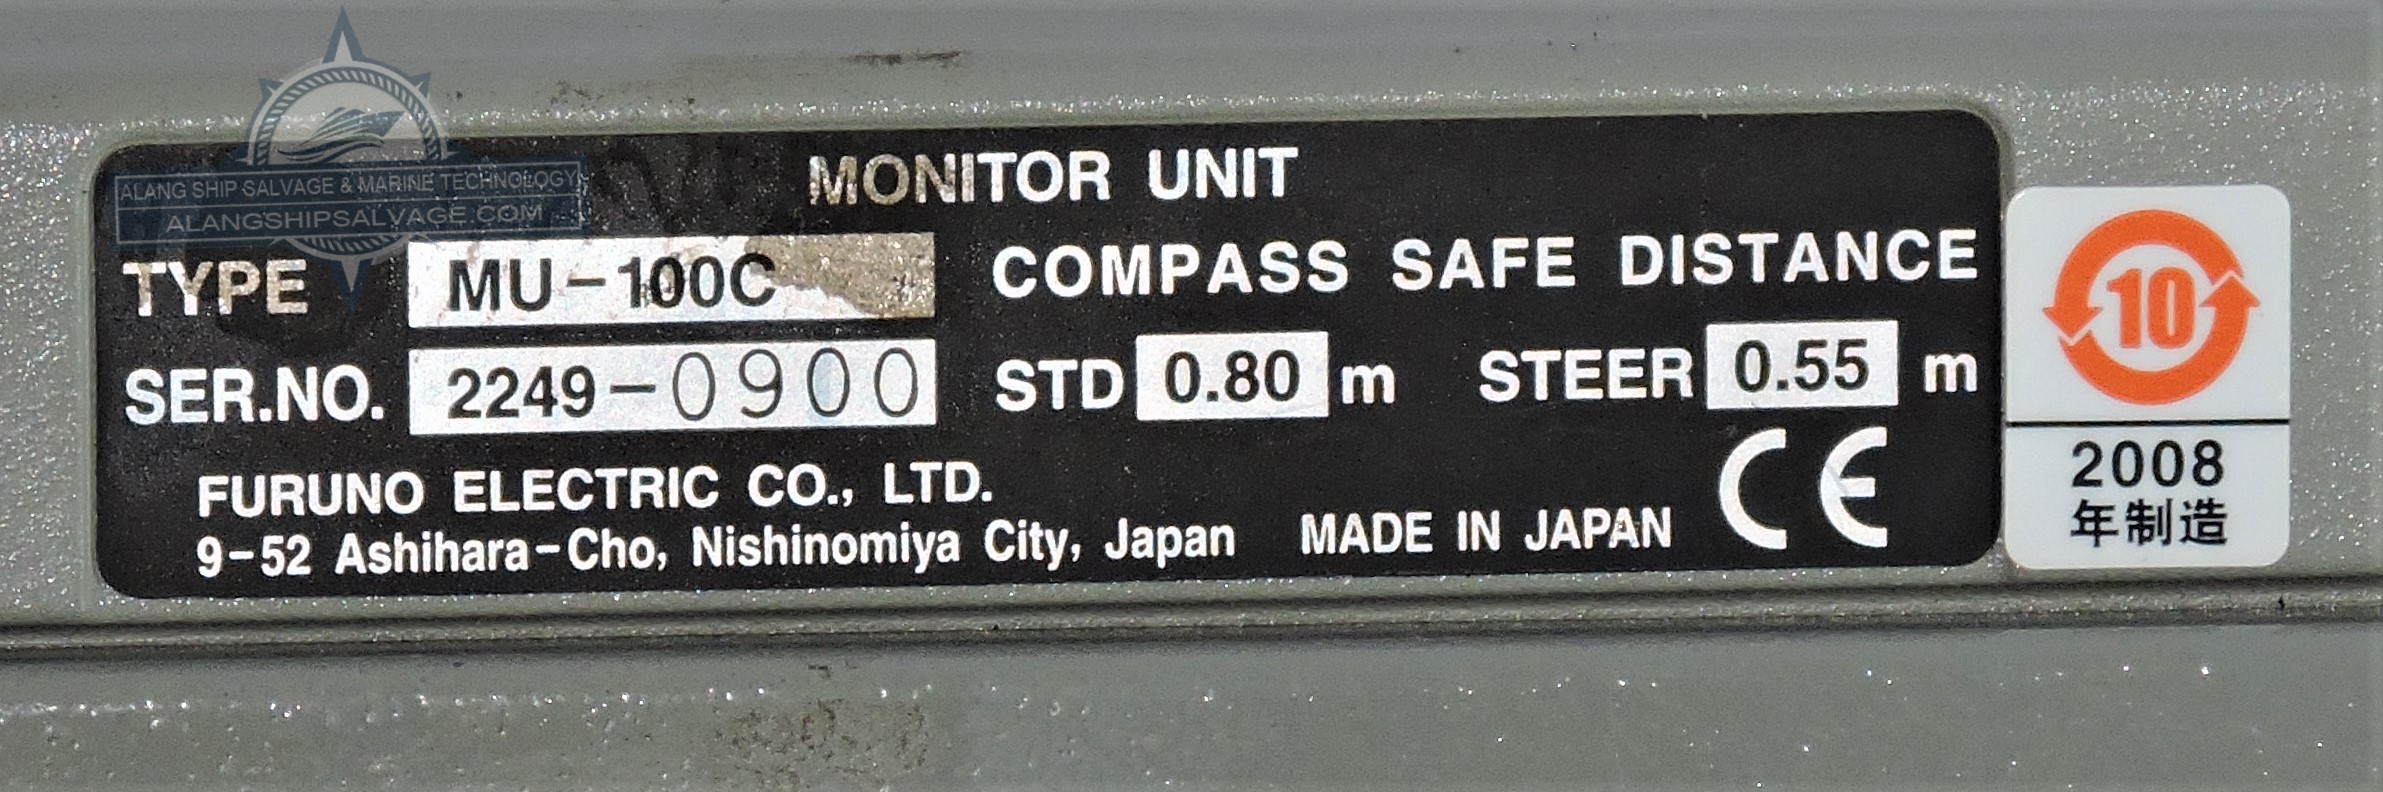 ALANG SHIP SALVAGE & MARINE TECHNOLOGY
ALANGSHIPSALVAGE.COM
MONITOR UNIT
TYPE MU-100C COMPASS SAFE DISTANCE
SER.NO. 2249-0900 STD 0.80 m STEER 0.55 m
FURUNO ELECTRIC CO., LTD.
9-52 Ashihara-Cho, Nishinomiya City, Japan MADE IN JAPAN CE
10
2008
年制造